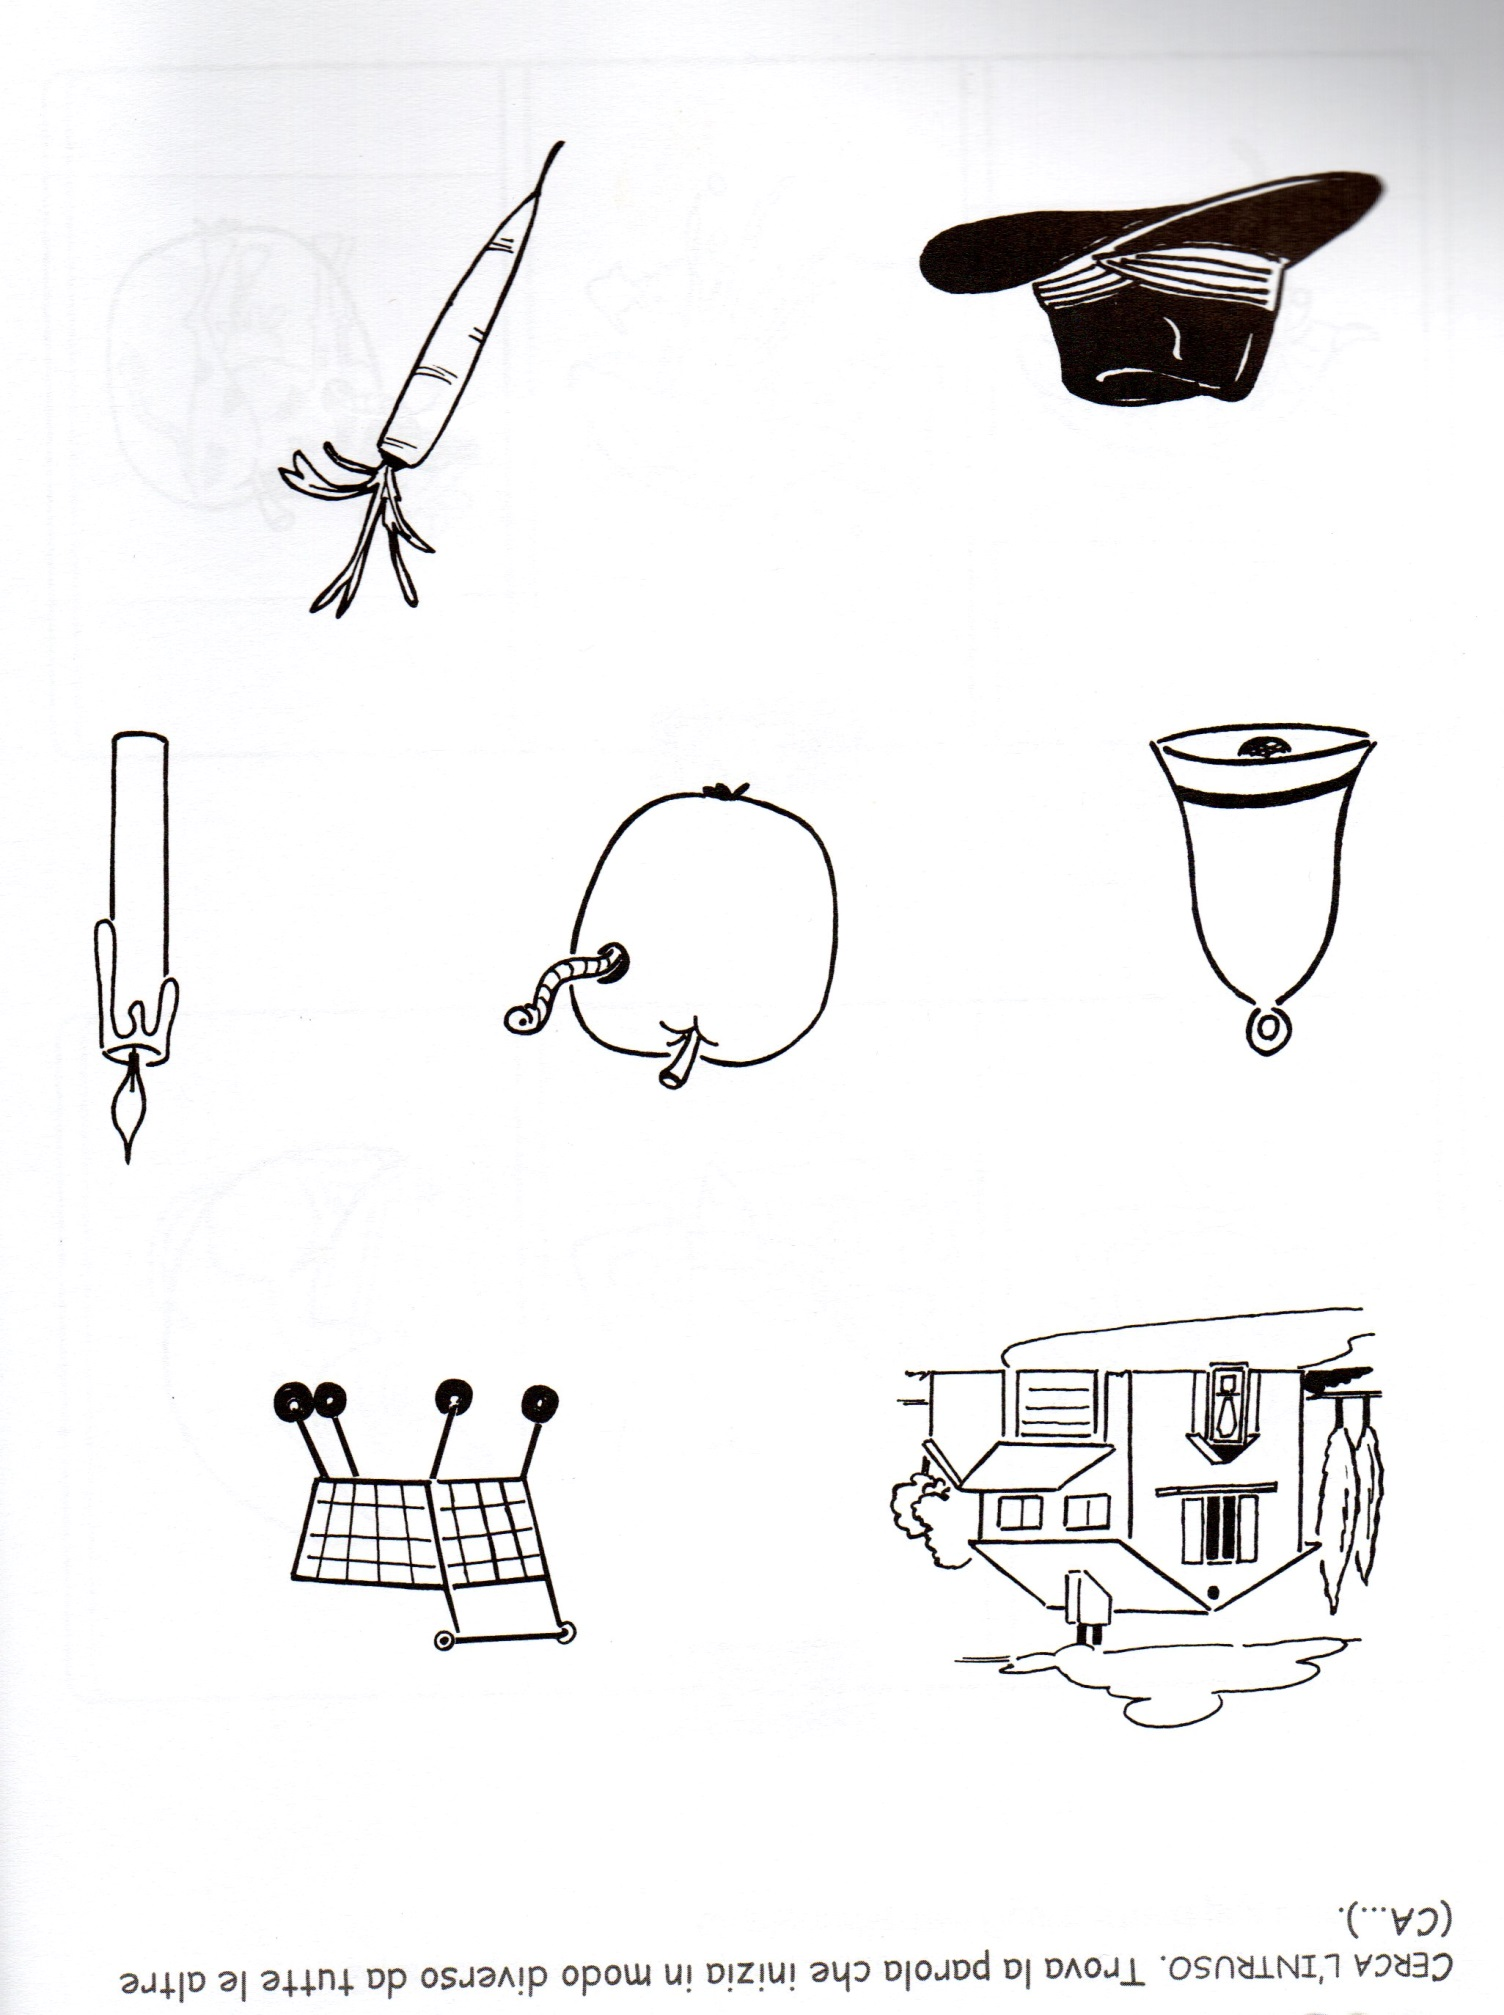 CERCA L'INTRUSO. Trova la parola che inizia in modo diverso da tutte le altre
(CA...).